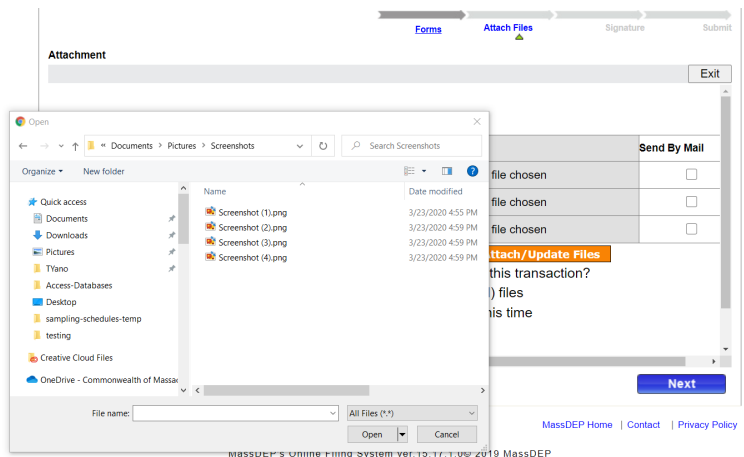 Forms Attach Files Signature Submit
Attachment
Exit
Open
« Documents > Pictures > Screenshots
Search Screenshots
Organize New folder
Name Date modified
Quick access
Documents
Downloads
Pictures
TYano
Access-Databases
Desktop
sampling-schedules-temp
testing
Creative Cloud Files
OneDrive - Commonwealth of Massac
Screenshot (1).png 3/23/2020 4:55 PM
Screenshot (2).png 3/23/2020 4:59 PM
Screenshot (3).png 3/23/2020 4:59 PM
Screenshot (4).png 3/23/2020 4:59 PM
File name:
All Files (*.*)
Open Cancel
Send By Mail
file chosen
file chosen
file chosen
Attach/Update Files
this transaction?
) files
is time
Next
MassDEP Home | Contact | Privacy Policy
MassDEP's Online Filing System ver.15.17.1.0© 2019 MassDEP